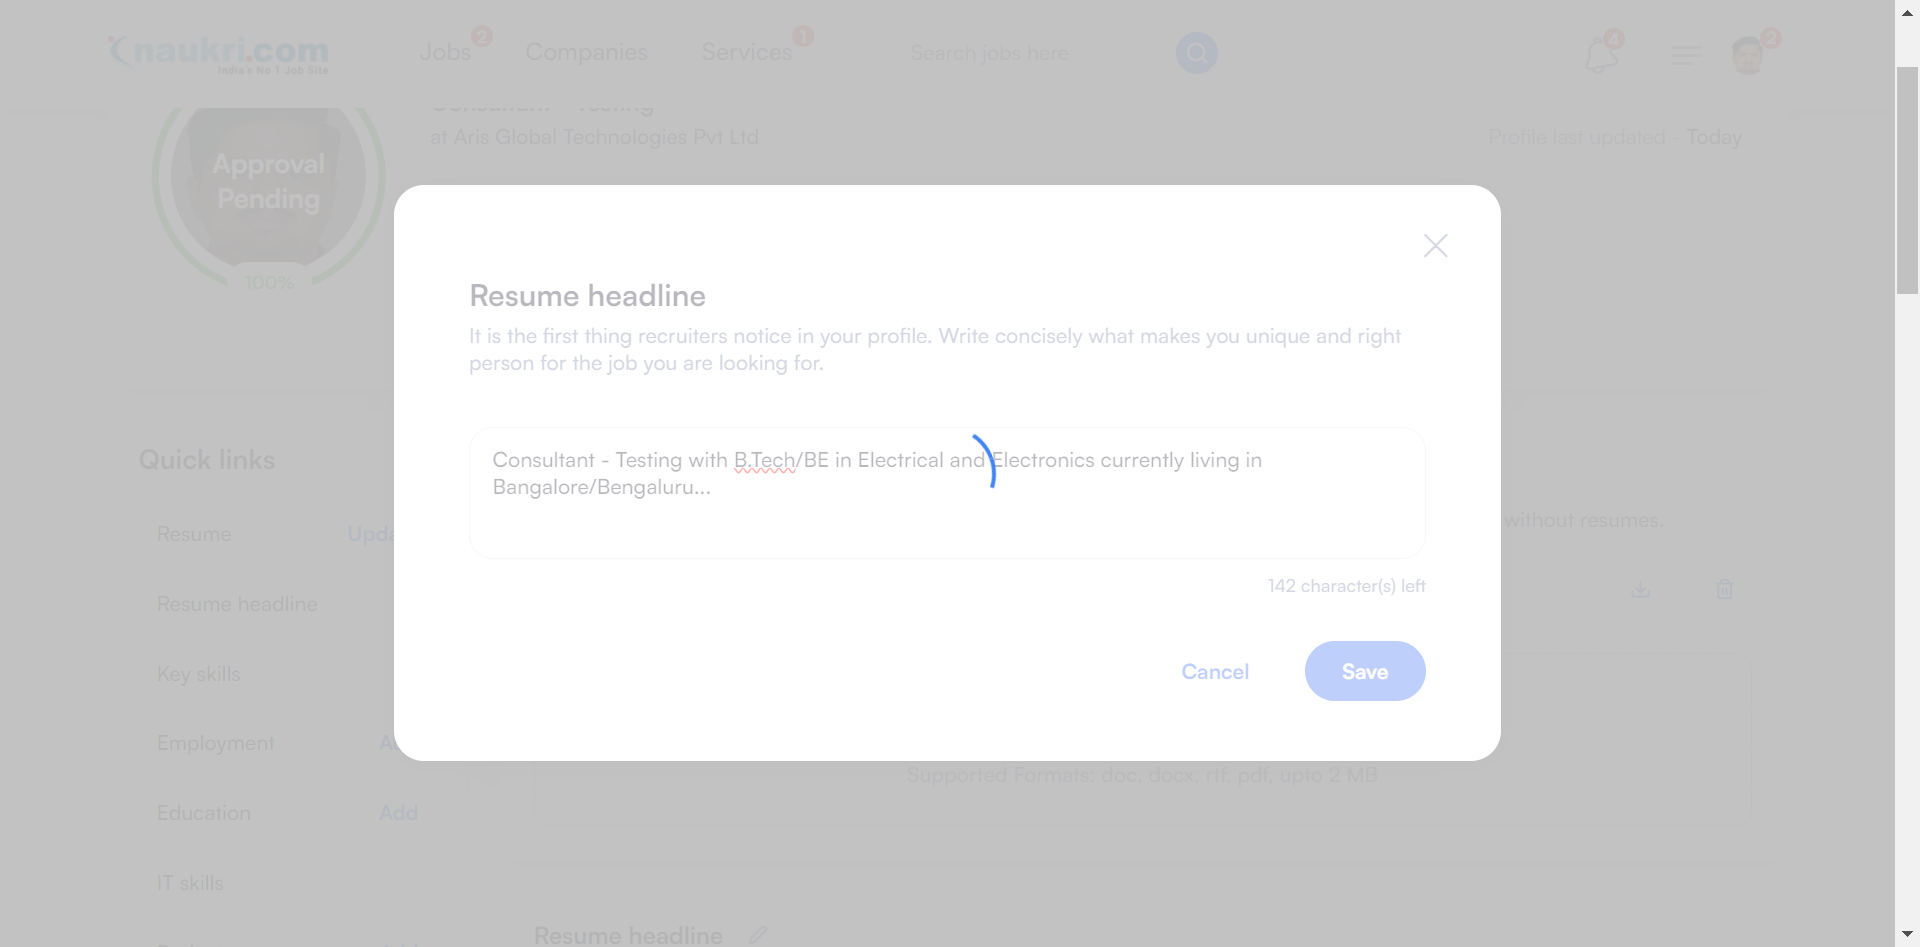 naukri.com
India's No 1 Job Site
Jobs
2
Companies
Services
1
Search jobs here
4
2
Consultant - Testing
at Aris Global Technologies Pvt Ltd
Profile last updated - Today
Approval
Pending
100%
Resume headline
It is the first thing recruiters notice in your profile. Write concisely what makes you unique and right
person for the job you are looking for.
Consultant - Testing with B.Tech/BE in Electrical and Electronics currently living in
Bangalore/Bengaluru...
142 character(s) left
Cancel
Save
Quick links
Resume
Upda
Resume headline
Key skills
Employment
Education
Add
IT skills
without resumes.
Supported Formats: doc, docx, rtf, pdf, upto 2 MB
Resume headline